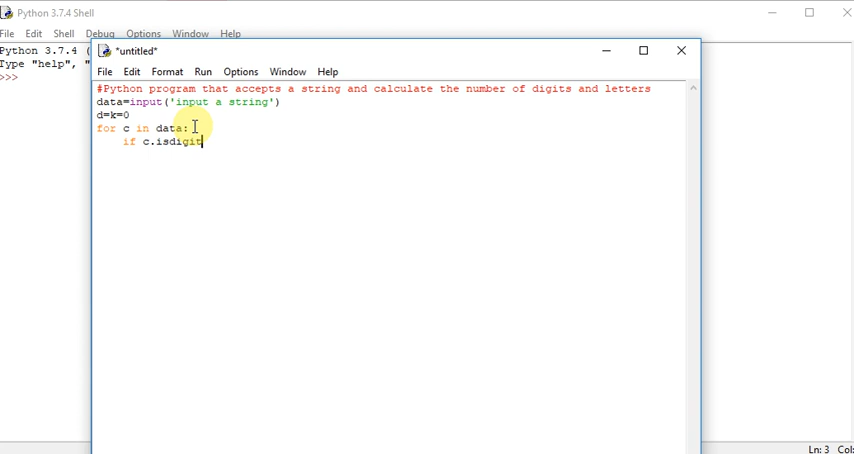 Python 3.7.4 Shell
File Edit Shell Debug Options Window Help
Python 3.7.4 (
Type "help", "
>>>
*untitled*
File Edit Format Run Options Window Help
#Python program that accepts a string and calculate the number of digits and letters
data=input('input a string')
d=k=0
for c in data:
    if c.isdigit
Ln: 3 Col: